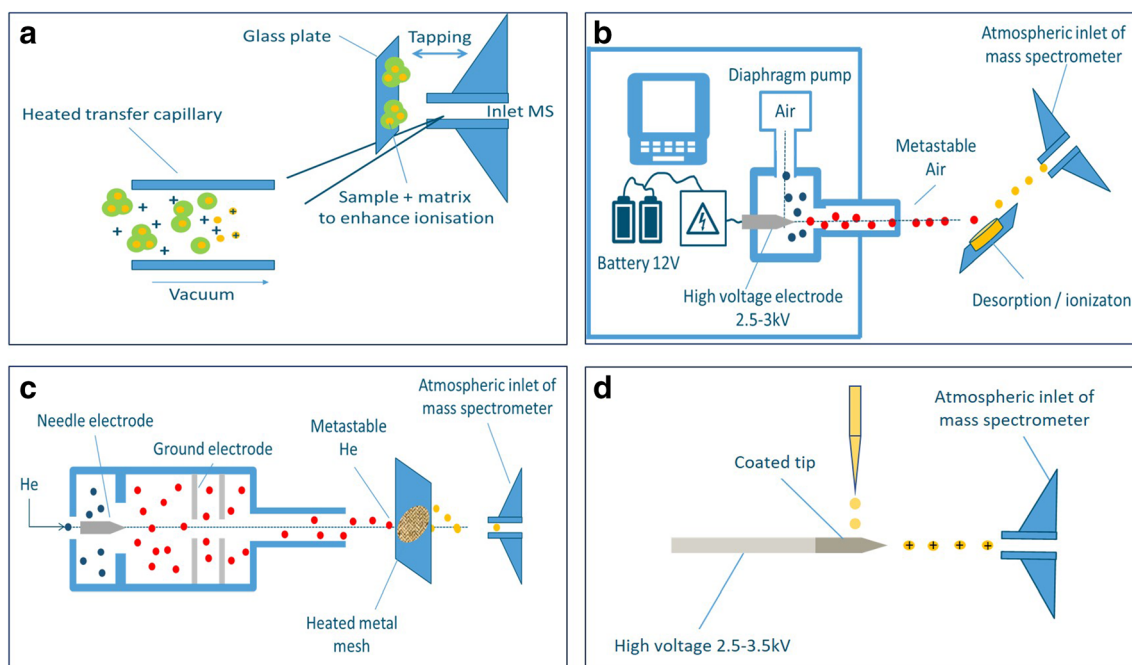 a
Glass plate
Tapping
Heated transfer capillary
Inlet MS
Sample + matrix
to enhance ionisation
Vacuum
b
Atmospheric inlet of
mass spectrometer
Diaphragm pump
Air
Metastable
Air
Battery 12V
High voltage electrode
2.5-3kV
Desorption / ionizaton
c
Atmospheric inlet of
mass spectrometer
Needle electrode
Metastable
He
Ground electrode
He
Heated metal
mesh
d
Atmospheric inlet of
mass spectrometer
Coated tip
High voltage 2.5-3.5kV